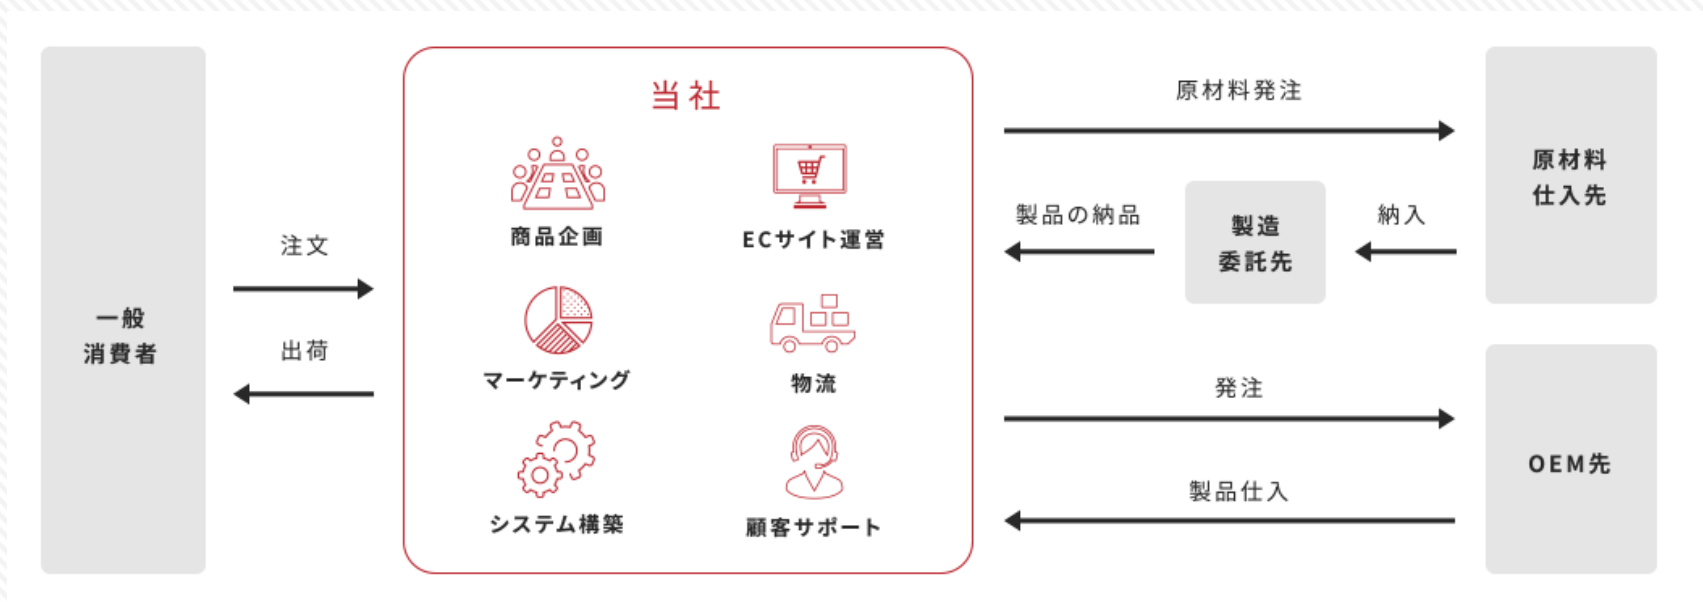 一般
消費者
注文
出荷
当社
商品企画
ECサイト運営
マーケティング
物流
システム構築
顧客サポート
原材料発注
製品の納品
製造
委託先
納入
原材料
仕入先
発注
製品仕入
OEM先